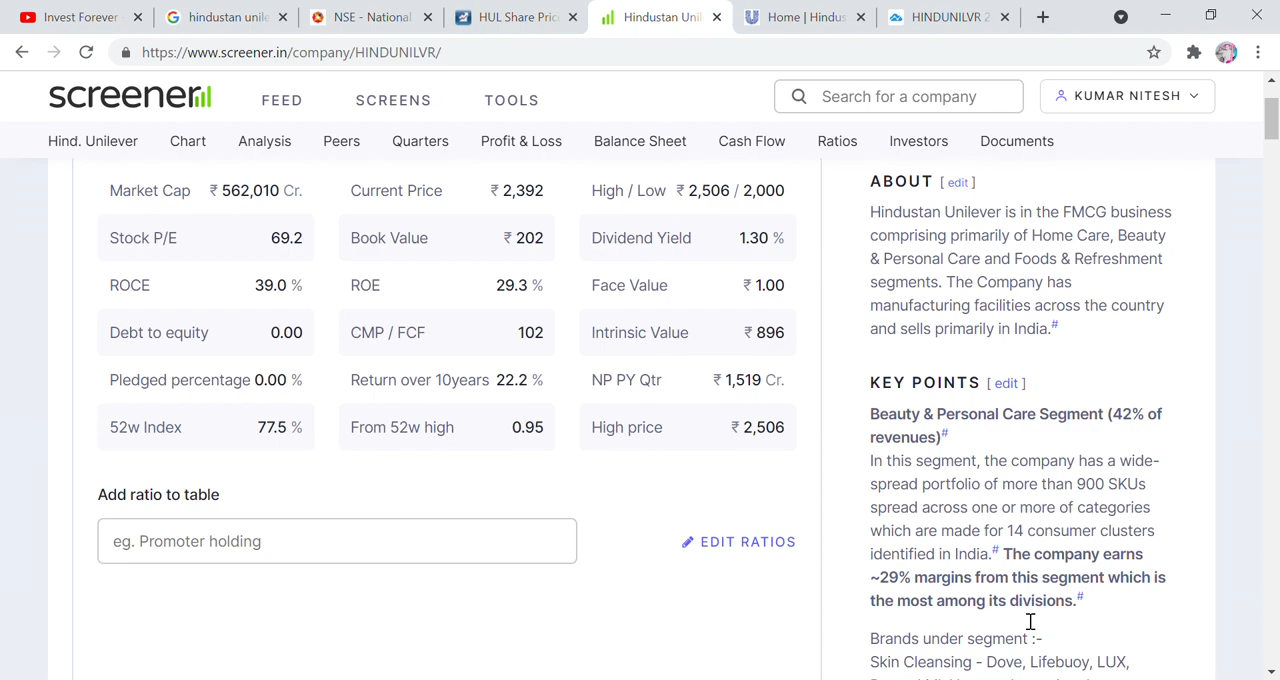 Invest Forever
hindustan unile
NSE - National
HUL Share Pric
Hindustan Unil
Home | Hindus
HINDUNILVR 2
https://www.screener.in/company/HINDUNILVR/
screener
FEED
SCREENS
TOOLS
Search for a company
KUMAR NITESH
Hind. Unilever
Chart
Analysis
Peers
Quarters
Profit & Loss
Balance Sheet
Cash Flow
Ratios
Investors
Documents
Market Cap ₹ 562,010 Cr.
Current Price ₹ 2,392
High / Low ₹ 2,506 / 2,000
Stock P/E 69.2
Book Value ₹ 202
Dividend Yield 1.30 %
ROCE 39.0 %
ROE 29.3 %
Face Value ₹ 1.00
Debt to equity 0.00
CMP / FCF 102
Intrinsic Value ₹ 896
Pledged percentage 0.00 %
Return over 10years 22.2 %
NP PY Qtr ₹ 1,519 Cr.
52w Index 77.5 %
From 52w high 0.95
High price ₹ 2,506
Add ratio to table
eg. Promoter holding
EDIT RATIOS
ABOUT [ edit ]
Hindustan Unilever is in the FMCG business
comprising primarily of Home Care, Beauty
& Personal Care and Foods & Refreshment
segments. The Company has
manufacturing facilities across the country
and sells primarily in India.#
KEY POINTS [ edit ]
Beauty & Personal Care Segment (42% of
revenues)#
In this segment, the company has a wide-
spread portfolio of more than 900 SKUs
spread across one or more of categories
which are made for 14 consumer clusters
identified in India.# The company earns
~29% margins from this segment which is
the most among its divisions.#
Brands under segment :-
Skin Cleansing - Dove, Lifebuoy, LUX,